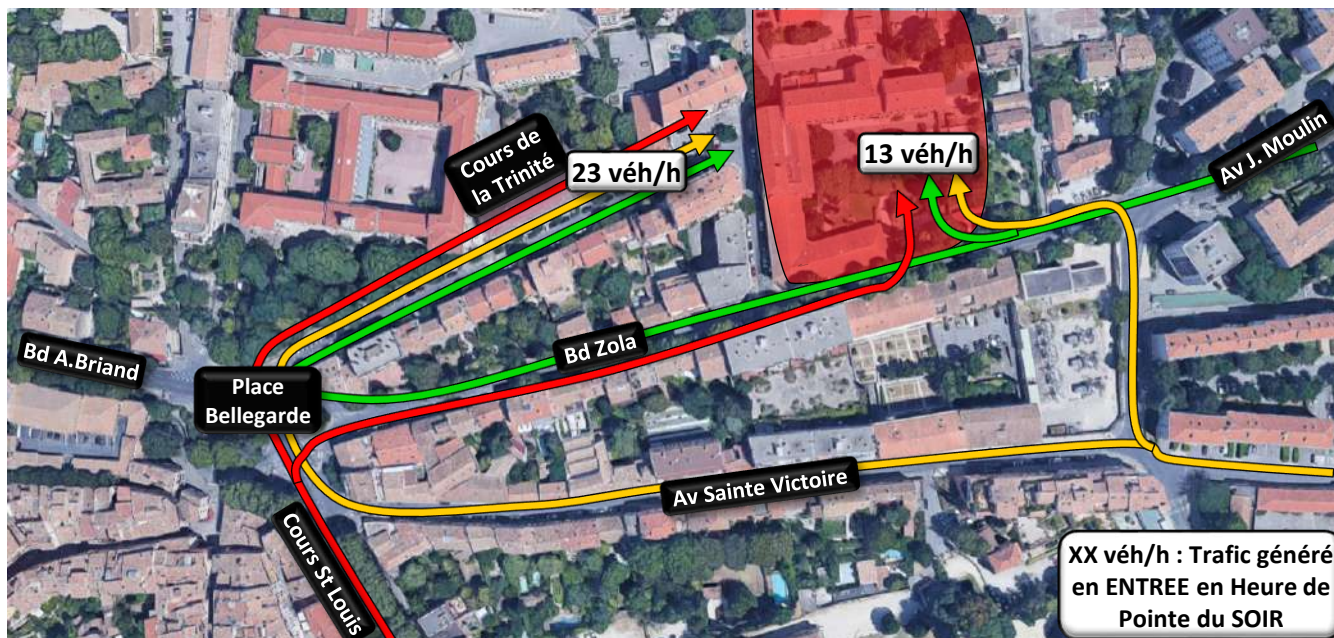 Cours de
la Trinité
23 véh/h
13 véh/h
Av J. Moulin
Bd A.Briand
Place
Bellegarde
Bd Zola
Av Sainte Victoire
Cours St Louis
XX véh/h : Trafic généré
en ENTREE en Heure de
Pointe du SOIR